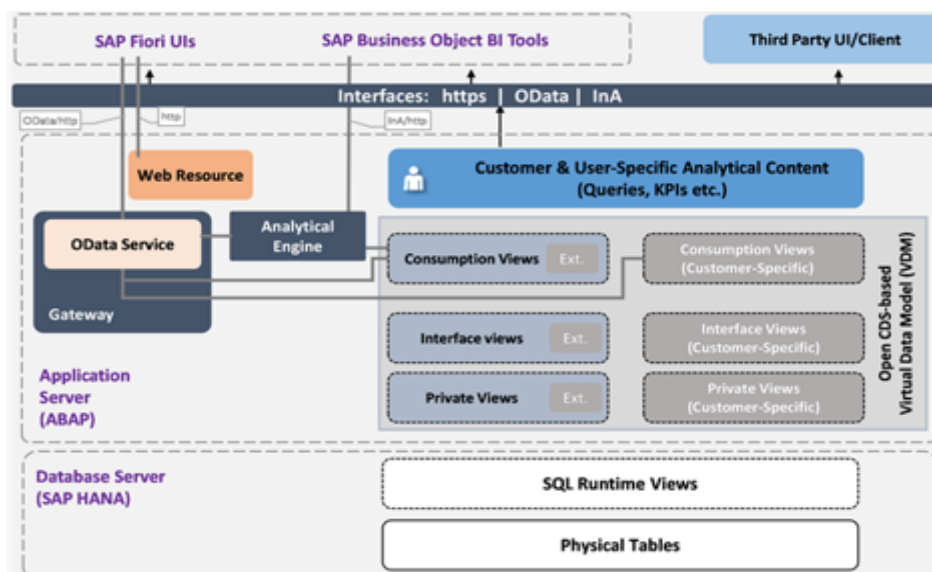 SAP Fiori UIs
SAP Business Object BI Tools
Third Party UI/Client
Interfaces: https | OData | InA
OData/http
http
InA/http
Web Resource
Customer & User-Specific Analytical Content
(Queries, KPIs etc.)
OData Service
Analytical
Engine
Gateway
Consumption Views
Ext.
Consumption Views
(Customer-Specific)
Interface views
Ext.
Interface Views
(Customer-Specific)
Private Views
Ext.
Private Views
(Customer-Specific)
Open CDS-based
Virtual Data Model (VDM)
Application
Server
(ABAP)
Database Server
(SAP HANA)
SQL Runtime Views
Physical Tables